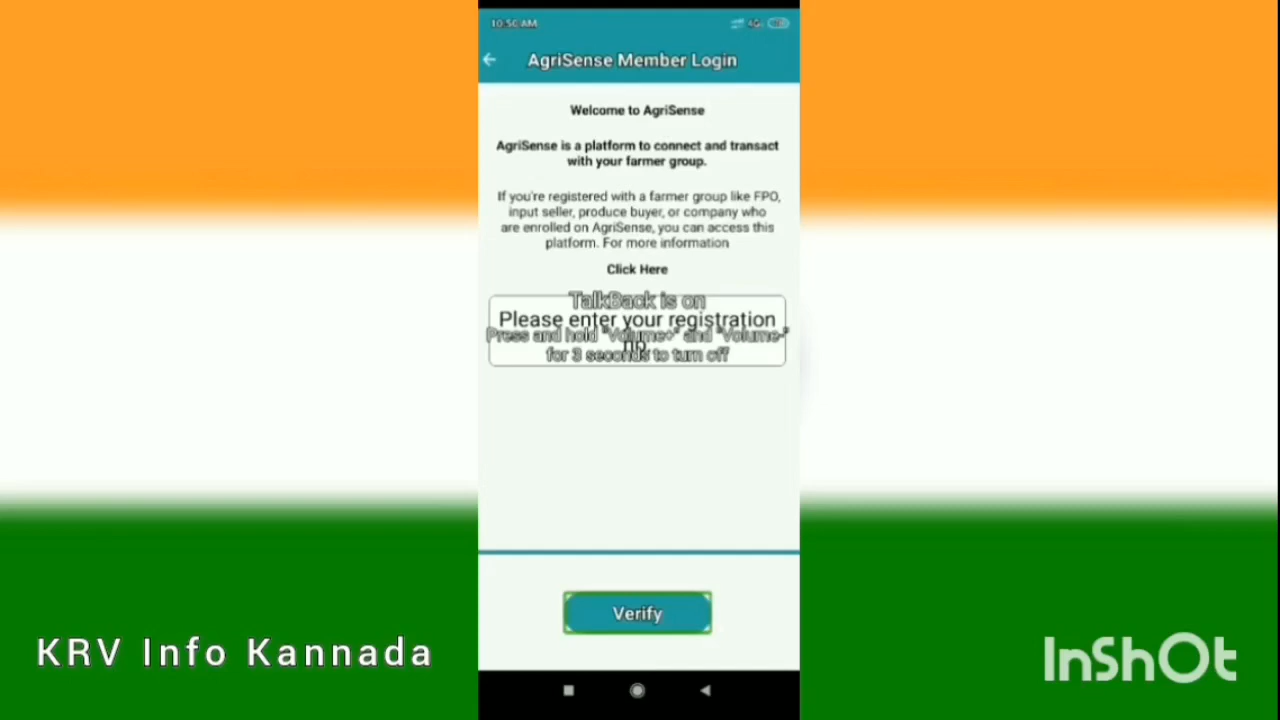 10:50 AM
4G
AgriSense Member Login
Welcome to AgriSense
AgriSense is a platform to connect and transact
with your farmer group.
If you're registered with a farmer group like FPO,
input seller, produce buyer, or company who
are enrolled on AgriSense, you can access this
platform. For more information
Click Here
TalkBack is on
Please enter your registration
no
Press and hold "Volume+" and "Volume-"
for 3 seconds to turn off
Verify
KRV Info Kannada
InShOt